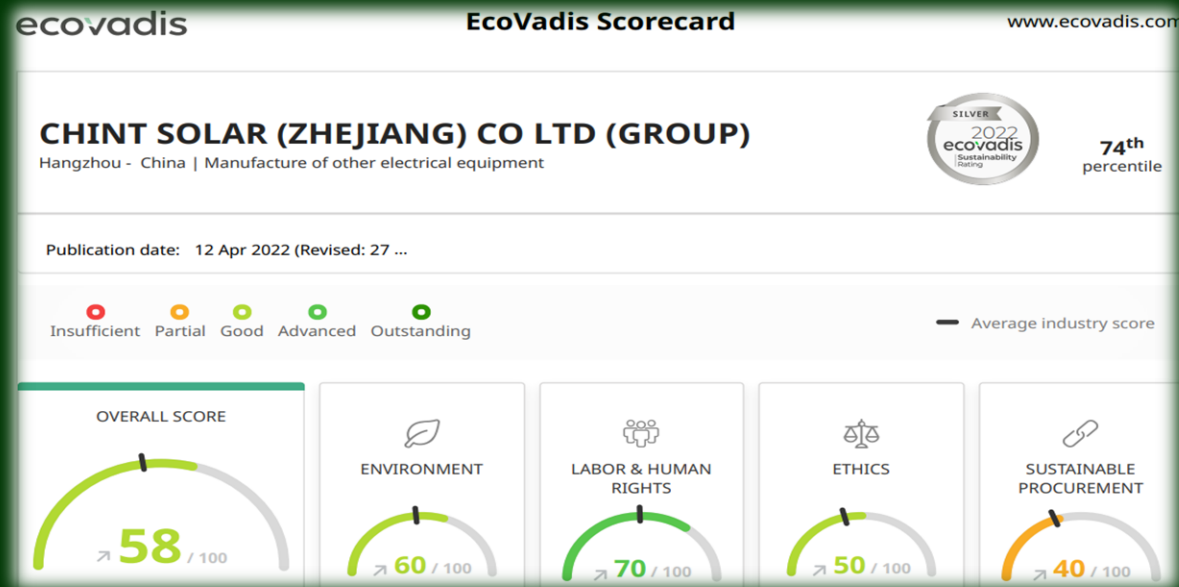 ecovadis
EcoVadis Scorecard
www.ecovadis.com
CHINT SOLAR (ZHEJIANG) CO LTD (GROUP)
Hangzhou - China | Manufacture of other electrical equipment
SILVER
2022
ecovadis
Sustainability
Rating
74th
percentile
Publication date: 12 Apr 2022 (Revised: 27 ...
Insufficient Partial Good Advanced Outstanding
Average industry score
OVERALL SCORE
58 / 100
ENVIRONMENT
60 / 100
LABOR & HUMAN
RIGHTS
70 / 100
ETHICS
50 / 100
SUSTAINABLE
PROCUREMENT
40 / 100